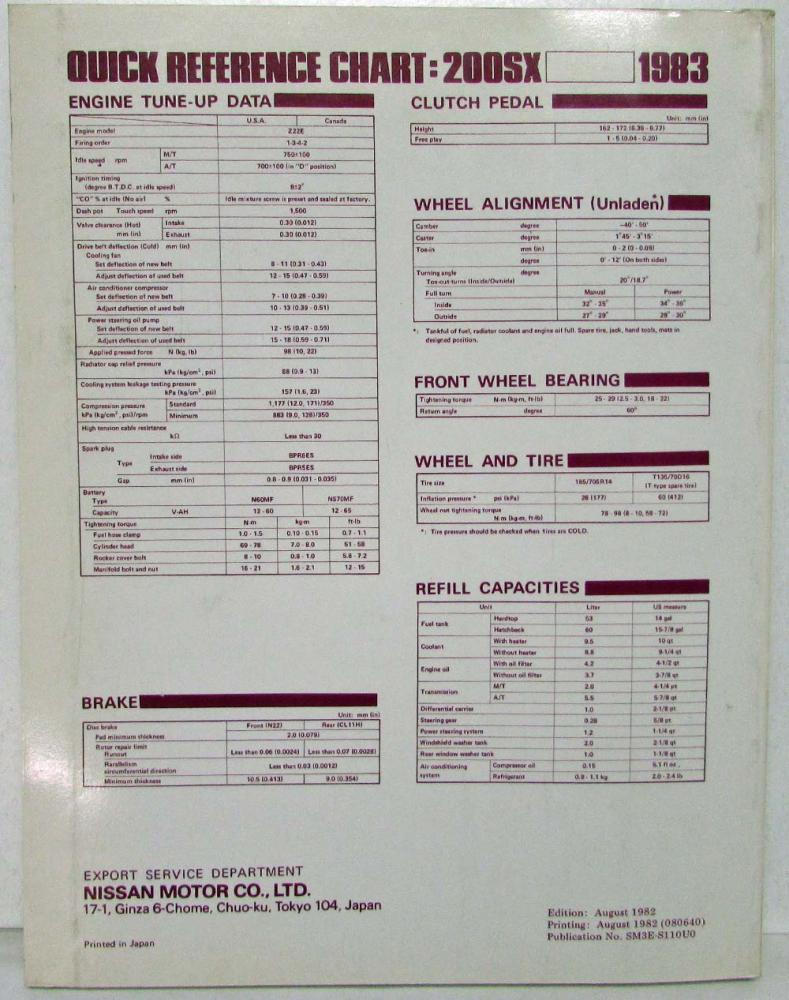 QUICK REFERENCE CHART: 200SX 1983
ENGINE TUNE-UP DATA
U.S.A. Canada
Engine model Z22E
Firing order 1-3-4-2
Idle speed rpm M/T 750±100
A/T 700±100 (in "D" position)
Ignition timing
(degree B.T.D.C. at idle speed) 8±2°
"CO" % at idle (No air) % Idle mixture screw is preset and sealed at factory.
Dash pot Touch speed rpm 1,500
Valve clearance (Hot) Intake 0.30 (0.012)
mm (in) Exhaust 0.30 (0.012)
Drive belt deflection (Cold) mm (in)
Cooling fan
Set deflection of new belt 8 - 11 (0.31 - 0.43)
Adjust deflection of used belt 12 - 15 (0.47 - 0.59)
Air conditioner compressor
Set deflection of new belt 7 - 10 (0.28 - 0.39)
Adjust deflection of used belt 10 - 13 (0.39 - 0.51)
Power steering oil pump
Set deflection of new belt 12 - 15 (0.47 - 0.59)
Adjust deflection of used belt 15 - 18 (0.59 - 0.71)
Applied pressed force N (kg, lb) 98 (10, 22)
Radiator cap relief pressure
kPa (kg/cm², psi) 88 (0.9 - 13)
Cooling system leakage testing pressure
kPa (kg/cm², psi) 157 (1.6, 23)
Compression pressure Standard 1,177 (12.0, 171)/350
kPa (kg/cm², psi)/rpm Minimum 883 (9.0, 128)/350
High tension cable resistance
kΩ Less than 30
Spark plug
Type Intake side BPR6ES
Exhaust side BPR5ES
Gap mm (in) 0.8 - 0.9 (0.031 - 0.035)
Battery
Type N60MF NS70MF
Capacity V-AH 12 - 60 12 - 65
Tightening torque N·m kg-m ft-lb
Fuel hose clamp 1.0 - 1.5 0.10 - 0.15 0.7 - 1.1
Cylinder head 69 - 78 7.0 - 8.0 51 - 58
Rocker cover bolt 8 - 10 0.8 - 1.0 5.8 - 7.2
Manifold bolt and nut 16 - 21 1.6 - 2.1 12 - 15
BRAKE
Unit: mm (in)
Disc brake Front (N22) Rear (CL11H)
Pad minimum thickness 2.0 (0.079)
Rotor repair limit
Runout Less than 0.06 (0.0024) Less than 0.07 (0.0028)
Rarallelism
circumferential direction Less than 0.03 (0.0012)
Minimum thickness 10.5 (0.413) 9.0 (0.354)
CLUTCH PEDAL
Unit: mm (in)
Height 162 - 172 (6.38 - 6.77)
Free play 1 - 5 (0.04 - 0.20)
WHEEL ALIGNMENT (Unladen*)
Camber degree -40' - 50'
Caster degree 1°45' - 3°15'
Toe-in mm (in) 0 - 2 (0 - 0.08)
degree 0' - 12' (On both sides)
Turning angle degree
Toe-out-turns (Inside/Outside) 20°/18.7°
Full turn Manual Power
Inside 32° - 35° 34° - 36°
Outside 27° - 29° 28° - 30°
*: Tankful of fuel, radiator coolant and engine oil full. Spare tire, jack, hand tools, mats in
designed position.
FRONT WHEEL BEARING
Tightening torque N·m (kg-m, ft-lb) 25 - 29 (2.5 - 3.0, 18 - 22)
Return angle degree 60°
WHEEL AND TIRE
Tire size 185/70SR14 T135/70D16
(T type spare tire)
Inflation pressure * psi (kPa) 26 (177) 60 (412)
Wheel nut tightening torque
N·m (kg-m, ft-lb) 78 - 98 (8 - 10, 58 - 72)
*: Tire pressure should be checked when tires are COLD.
REFILL CAPACITIES
Unit Liter US measure
Fuel tank Hardtop 53 14 gal
Hatchback 60 15-7/8 gal
Coolant With heater 9.5 10 qt
Without heater 8.8 9-1/4 qt
Engine oil With oil filter 4.2 4-1/2 qt
Without oil filter 3.7 3-7/8 qt
Transmission M/T 2.0 4-1/4 pt
A/T 5.5 5-7/8 qt
Differential carrier 1.0 2-1/8 pt
Steering gear 0.28 5/8 pt
Power steering system 1.2 1-1/4 qt
Windshield washer tank 2.0 2-1/8 qt
Rear window washer tank 1.0 1-1/8 qt
Air conditioning Compressor oil 0.15 5.1 fl oz.
system Refrigerant 0.9 - 1.1 kg 2.0 - 2.4 lb
EXPORT SERVICE DEPARTMENT
NISSAN MOTOR CO., LTD.
17-1, Ginza 6-Chome, Chuo-ku, Tokyo 104, Japan
Printed in Japan
Edition: August 1982
Printing: August 1982 (080640)
Publication No. SM3E-S110U0